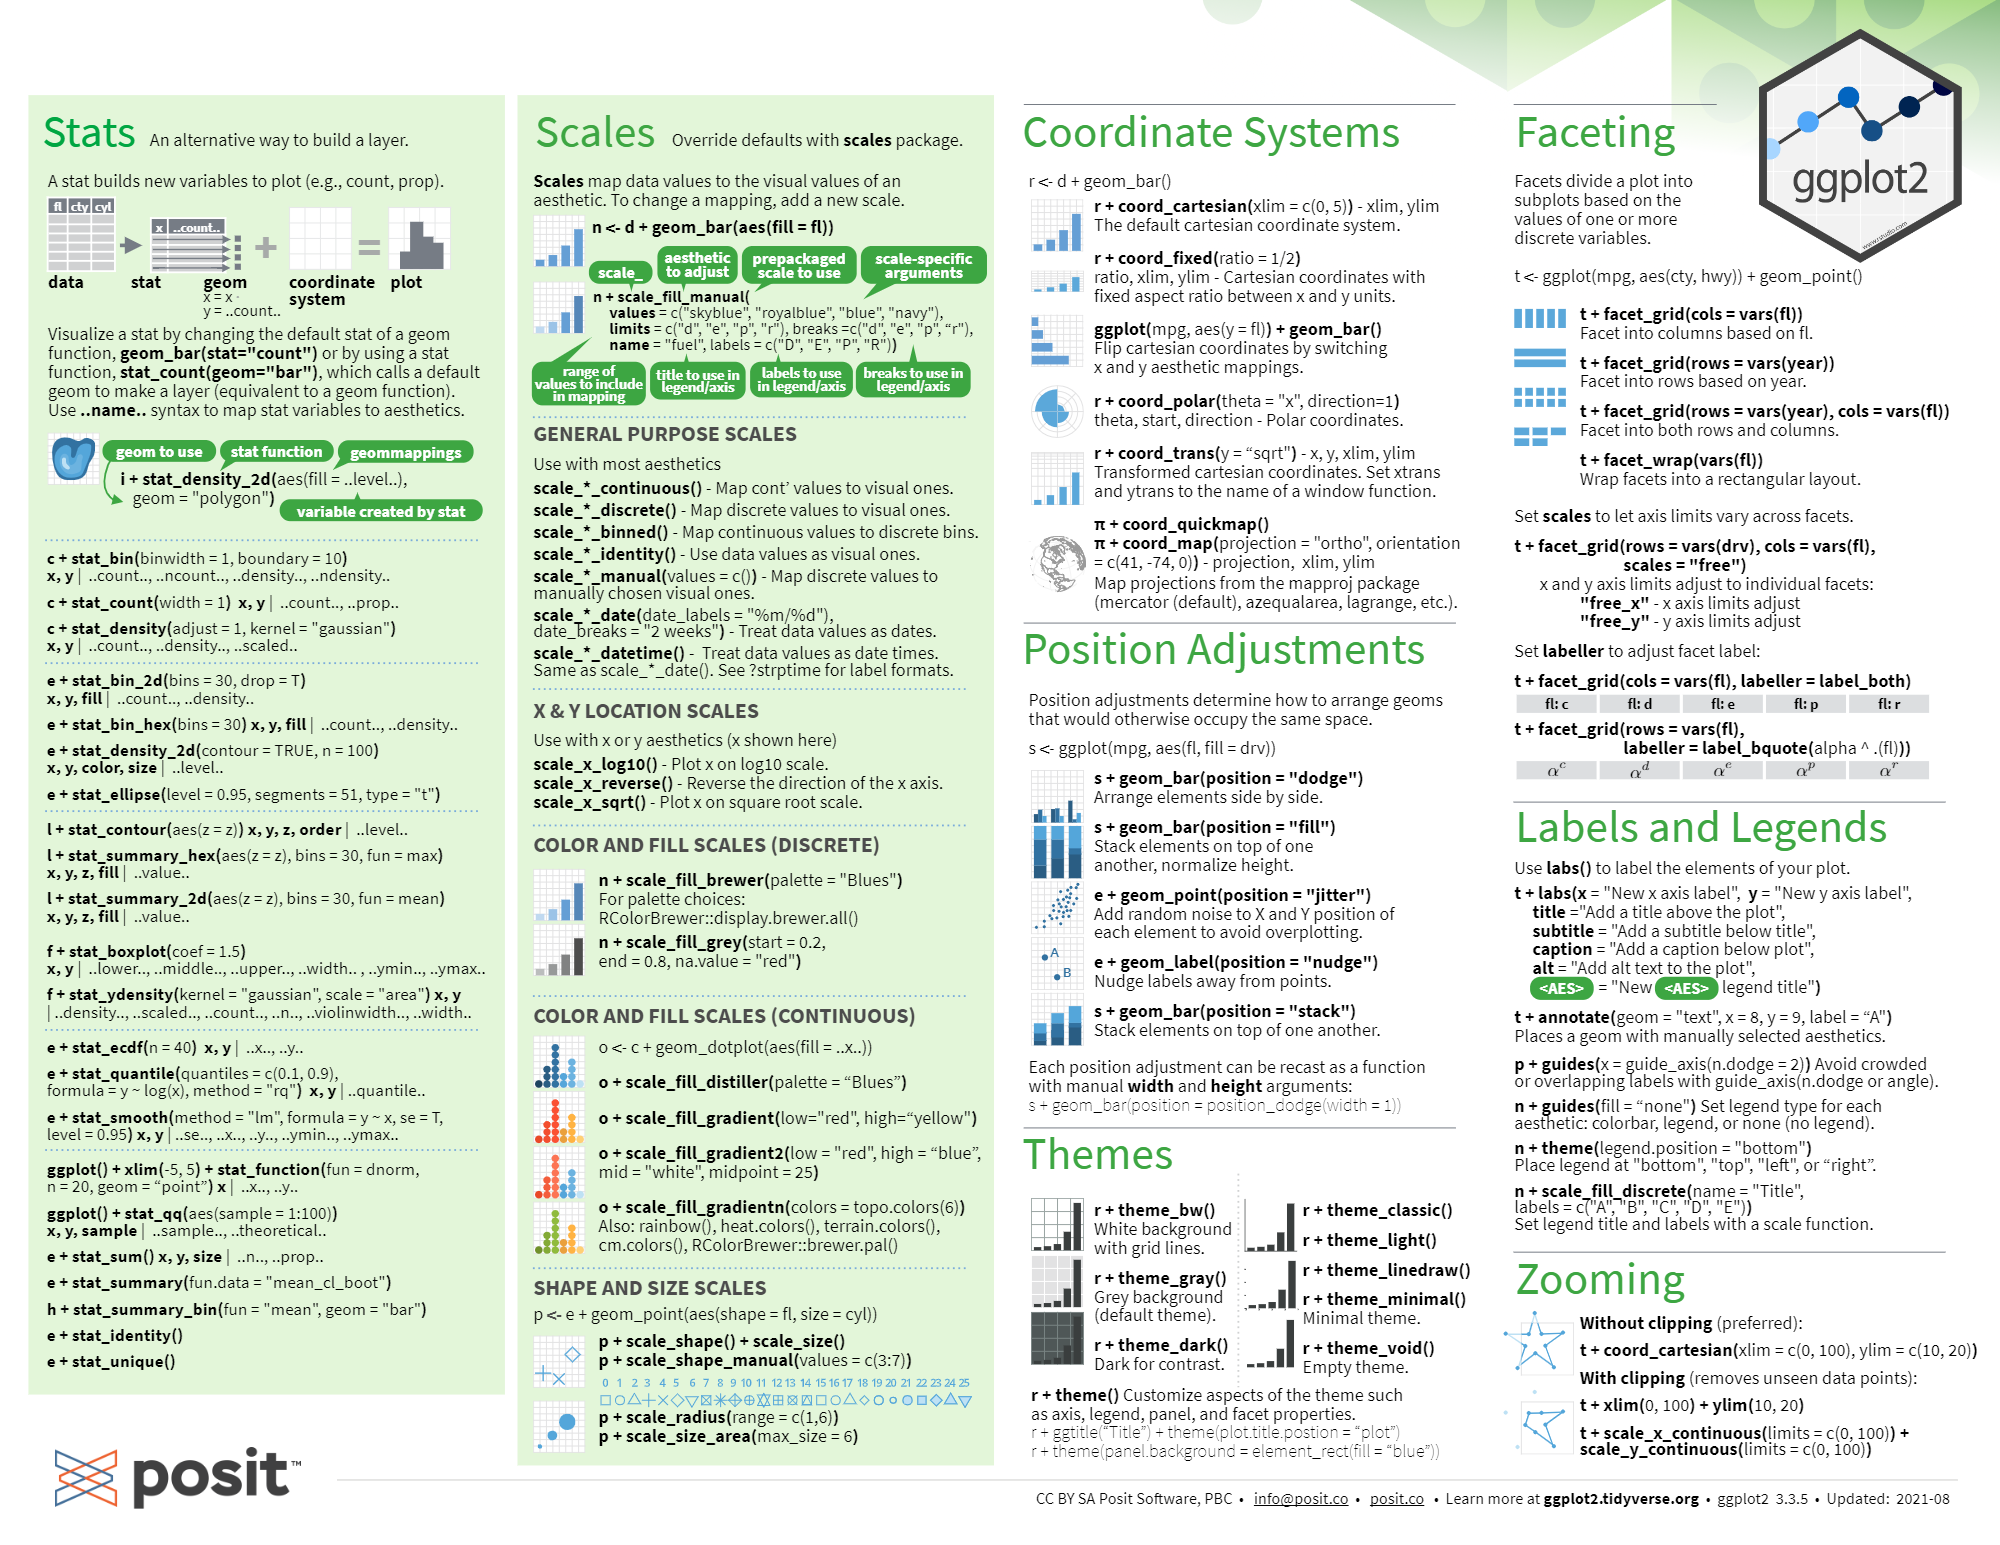 Stats An alternative way to build a layer.
A stat builds new variables to plot (e.g., count, prop).
fl cty cyl
x ..count..
data stat geom coordinate plot
system
x = x ·
y = ..count..
Visualize a stat by changing the default stat of a geom
function, geom_bar(stat="count") or by using a stat
function, stat_count(geom="bar"), which calls a default
geom to make a layer (equivalent to a geom function).
Use ..name.. syntax to map stat variables to aesthetics.
geom to use stat function geommappings
i + stat_density_2d(aes(fill = ..level..),
geom = "polygon")
variable created by stat
c + stat_bin(binwidth = 1, boundary = 10)
x, y | ..count.., ..ncount.., ..density.., ..ndensity..
c + stat_count(width = 1) x, y | ..count.., ..prop..
c + stat_density(adjust = 1, kernel = "gaussian")
x, y | ..count.., ..density.., ..scaled..
e + stat_bin_2d(bins = 30, drop = T)
x, y, fill | ..count.., ..density..
e + stat_bin_hex(bins = 30) x, y, fill | ..count.., ..density..
e + stat_density_2d(contour = TRUE, n = 100)
x, y, color, size | ..level..
e + stat_ellipse(level = 0.95, segments = 51, type = "t")
l + stat_contour(aes(z = z)) x, y, z, order | ..level..
l + stat_summary_hex(aes(z = z), bins = 30, fun = max)
x, y, z, fill | ..value..
l + stat_summary_2d(aes(z = z), bins = 30, fun = mean)
x, y, z, fill | ..value..
f + stat_boxplot(coef = 1.5)
x, y | ..lower.., ..middle.., ..upper.., ..width.. , ..ymin.., ..ymax..
f + stat_ydensity(kernel = "gaussian", scale = "area") x, y
| ..density.., ..scaled.., ..count.., ..n.., ..violinwidth.., ..width..
e + stat_ecdf(n = 40) x, y | ..x.., ..y..
e + stat_quantile(quantiles = c(0.1, 0.9),
formula = y ~ log(x), method = "rq") x, y | ..quantile..
e + stat_smooth(method = "lm", formula = y ~ x, se = T,
level = 0.95) x, y | ..se.., ..x.., ..y.., ..ymin.., ..ymax..
ggplot() + xlim(-5, 5) + stat_function(fun = dnorm,
n = 20, geom = “point”) x | ..x.., ..y..
ggplot() + stat_qq(aes(sample = 1:100))
x, y, sample | ..sample.., ..theoretical..
e + stat_sum() x, y, size | ..n.., ..prop..
e + stat_summary(fun.data = "mean_cl_boot")
h + stat_summary_bin(fun = "mean", geom = "bar")
e + stat_identity()
e + stat_unique()
Scales Override defaults with scales package.
Scales map data values to the visual values of an
aesthetic. To change a mapping, add a new scale.
n <- d + geom_bar(aes(fill = fl))
scale_
aesthetic
to adjust
prepackaged
scale to use
scale-specific
arguments
n + scale_fill_manual(
values = c("skyblue", "royalblue", "blue", "navy"),
limits = c("d", "e", "p", "r"), breaks =c("d", "e", "p", “r"),
name = "fuel", labels = c("D", "E", "P", "R"))
range of
values to include
in mapping
title to use in
legend/axis
labels to use
in legend/axis
breaks to use in
legend/axis
GENERAL PURPOSE SCALES
Use with most aesthetics
scale_*_continuous() - Map cont’ values to visual ones.
scale_*_discrete() - Map discrete values to visual ones.
scale_*_binned() - Map continuous values to discrete bins.
scale_*_identity() - Use data values as visual ones.
scale_*_manual(values = c()) - Map discrete values to
manually chosen visual ones.
scale_*_date(date_labels = "%m/%d"),
date_breaks = "2 weeks") - Treat data values as dates.
scale_*_datetime() - Treat data values as date times.
Same as scale_*_date(). See ?strptime for label formats.
X & Y LOCATION SCALES
Use with x or y aesthetics (x shown here)
scale_x_log10() - Plot x on log10 scale.
scale_x_reverse() - Reverse the direction of the x axis.
scale_x_sqrt() - Plot x on square root scale.
COLOR AND FILL SCALES (DISCRETE)
n + scale_fill_brewer(palette = "Blues")
For palette choices:
RColorBrewer::display.brewer.all()
n + scale_fill_grey(start = 0.2,
end = 0.8, na.value = "red")
COLOR AND FILL SCALES (CONTINUOUS)
o <- c + geom_dotplot(aes(fill = ..x..))
o + scale_fill_distiller(palette = “Blues”)
o + scale_fill_gradient(low="red", high=“yellow")
o + scale_fill_gradient2(low = "red", high = “blue”,
mid = "white", midpoint = 25)
o + scale_fill_gradientn(colors = topo.colors(6))
Also: rainbow(), heat.colors(), terrain.colors(),
cm.colors(), RColorBrewer::brewer.pal()
SHAPE AND SIZE SCALES
p <- e + geom_point(aes(shape = fl, size = cyl))
p + scale_shape() + scale_size()
p + scale_shape_manual(values = c(3:7))
0 1 2 3 4 5 6 7 8 9 10 11 12 13 14 15 16 17 18 19 20 21 22 23 24 25
p + scale_radius(range = c(1,6))
p + scale_size_area(max_size = 6)
Coordinate Systems
r <- d + geom_bar()
r + coord_cartesian(xlim = c(0, 5)) - xlim, ylim
The default cartesian coordinate system.
r + coord_fixed(ratio = 1/2)
ratio, xlim, ylim - Cartesian coordinates with
fixed aspect ratio between x and y units.
ggplot(mpg, aes(y = fl)) + geom_bar()
Flip cartesian coordinates by switching
x and y aesthetic mappings.
r + coord_polar(theta = "x", direction=1)
theta, start, direction - Polar coordinates.
r + coord_trans(y = “sqrt") - x, y, xlim, ylim
Transformed cartesian coordinates. Set xtrans
and ytrans to the name of a window function.
π + coord_quickmap()
π + coord_map(projection = "ortho", orientation
= c(41, -74, 0)) - projection, xlim, ylim
Map projections from the mapproj package
(mercator (default), azequalarea, lagrange, etc.).
Position Adjustments
Position adjustments determine how to arrange geoms
that would otherwise occupy the same space.
s <- ggplot(mpg, aes(fl, fill = drv))
s + geom_bar(position = "dodge")
Arrange elements side by side.
s + geom_bar(position = "fill")
Stack elements on top of one
another, normalize height.
e + geom_point(position = "jitter")
Add random noise to X and Y position of
each element to avoid overplotting.
A
B
e + geom_label(position = "nudge")
Nudge labels away from points.
s + geom_bar(position = "stack")
Stack elements on top of one another.
Each position adjustment can be recast as a function
with manual width and height arguments:
s + geom_bar(position = position_dodge(width = 1))
Themes
r + theme_bw()
White background
with grid lines.
r + theme_gray()
Grey background
(default theme).
r + theme_dark()
Dark for contrast.
r + theme_classic()
r + theme_light()
r + theme_linedraw()
r + theme_minimal()
Minimal theme.
r + theme_void()
Empty theme.
r + theme() Customize aspects of the theme such
as axis, legend, panel, and facet properties.
r + ggtitle(“Title”) + theme(plot.title.postion = “plot”)
r + theme(panel.background = element_rect(fill = “blue”))
Faceting
Facets divide a plot into
subplots based on the
values of one or more
discrete variables.
ggplot2
www.rstudio.com
t <- ggplot(mpg, aes(cty, hwy)) + geom_point()
t + facet_grid(cols = vars(fl))
Facet into columns based on fl.
t + facet_grid(rows = vars(year))
Facet into rows based on year.
t + facet_grid(rows = vars(year), cols = vars(fl))
Facet into both rows and columns.
t + facet_wrap(vars(fl))
Wrap facets into a rectangular layout.
Set scales to let axis limits vary across facets.
t + facet_grid(rows = vars(drv), cols = vars(fl),
scales = "free")
x and y axis limits adjust to individual facets:
"free_x" - x axis limits adjust
"free_y" - y axis limits adjust
Set labeller to adjust facet label:
t + facet_grid(cols = vars(fl), labeller = label_both)
fl: c fl: d fl: e fl: p fl: r
t + facet_grid(rows = vars(fl),
labeller = label_bquote(alpha ^ .(fl)))
α^c α^d α^e α^p α^r
Labels and Legends
Use labs() to label the elements of your plot.
t + labs(x = "New x axis label", y = "New y axis label",
title ="Add a title above the plot",
subtitle = "Add a subtitle below title",
caption = "Add a caption below plot",
alt = "Add alt text to the plot",
<AES> = "New <AES> legend title")
t + annotate(geom = "text", x = 8, y = 9, label = “A")
Places a geom with manually selected aesthetics.
p + guides(x = guide_axis(n.dodge = 2)) Avoid crowded
or overlapping labels with guide_axis(n.dodge or angle).
n + guides(fill = “none") Set legend type for each
aesthetic: colorbar, legend, or none (no legend).
n + theme(legend.position = "bottom")
Place legend at "bottom", "top", "left", or “right”.
n + scale_fill_discrete(name = "Title",
labels = c("A", "B", "C", "D", "E"))
Set legend title and labels with a scale function.
Zooming
Without clipping (preferred):
t + coord_cartesian(xlim = c(0, 100), ylim = c(10, 20))
With clipping (removes unseen data points):
t + xlim(0, 100) + ylim(10, 20)
t + scale_x_continuous(limits = c(0, 100)) +
scale_y_continuous(limits = c(0, 100))
posit™
CC BY SA Posit Software, PBC • info@posit.co • posit.co • Learn more at ggplot2.tidyverse.org • ggplot2 3.3.5 • Updated: 2021-08